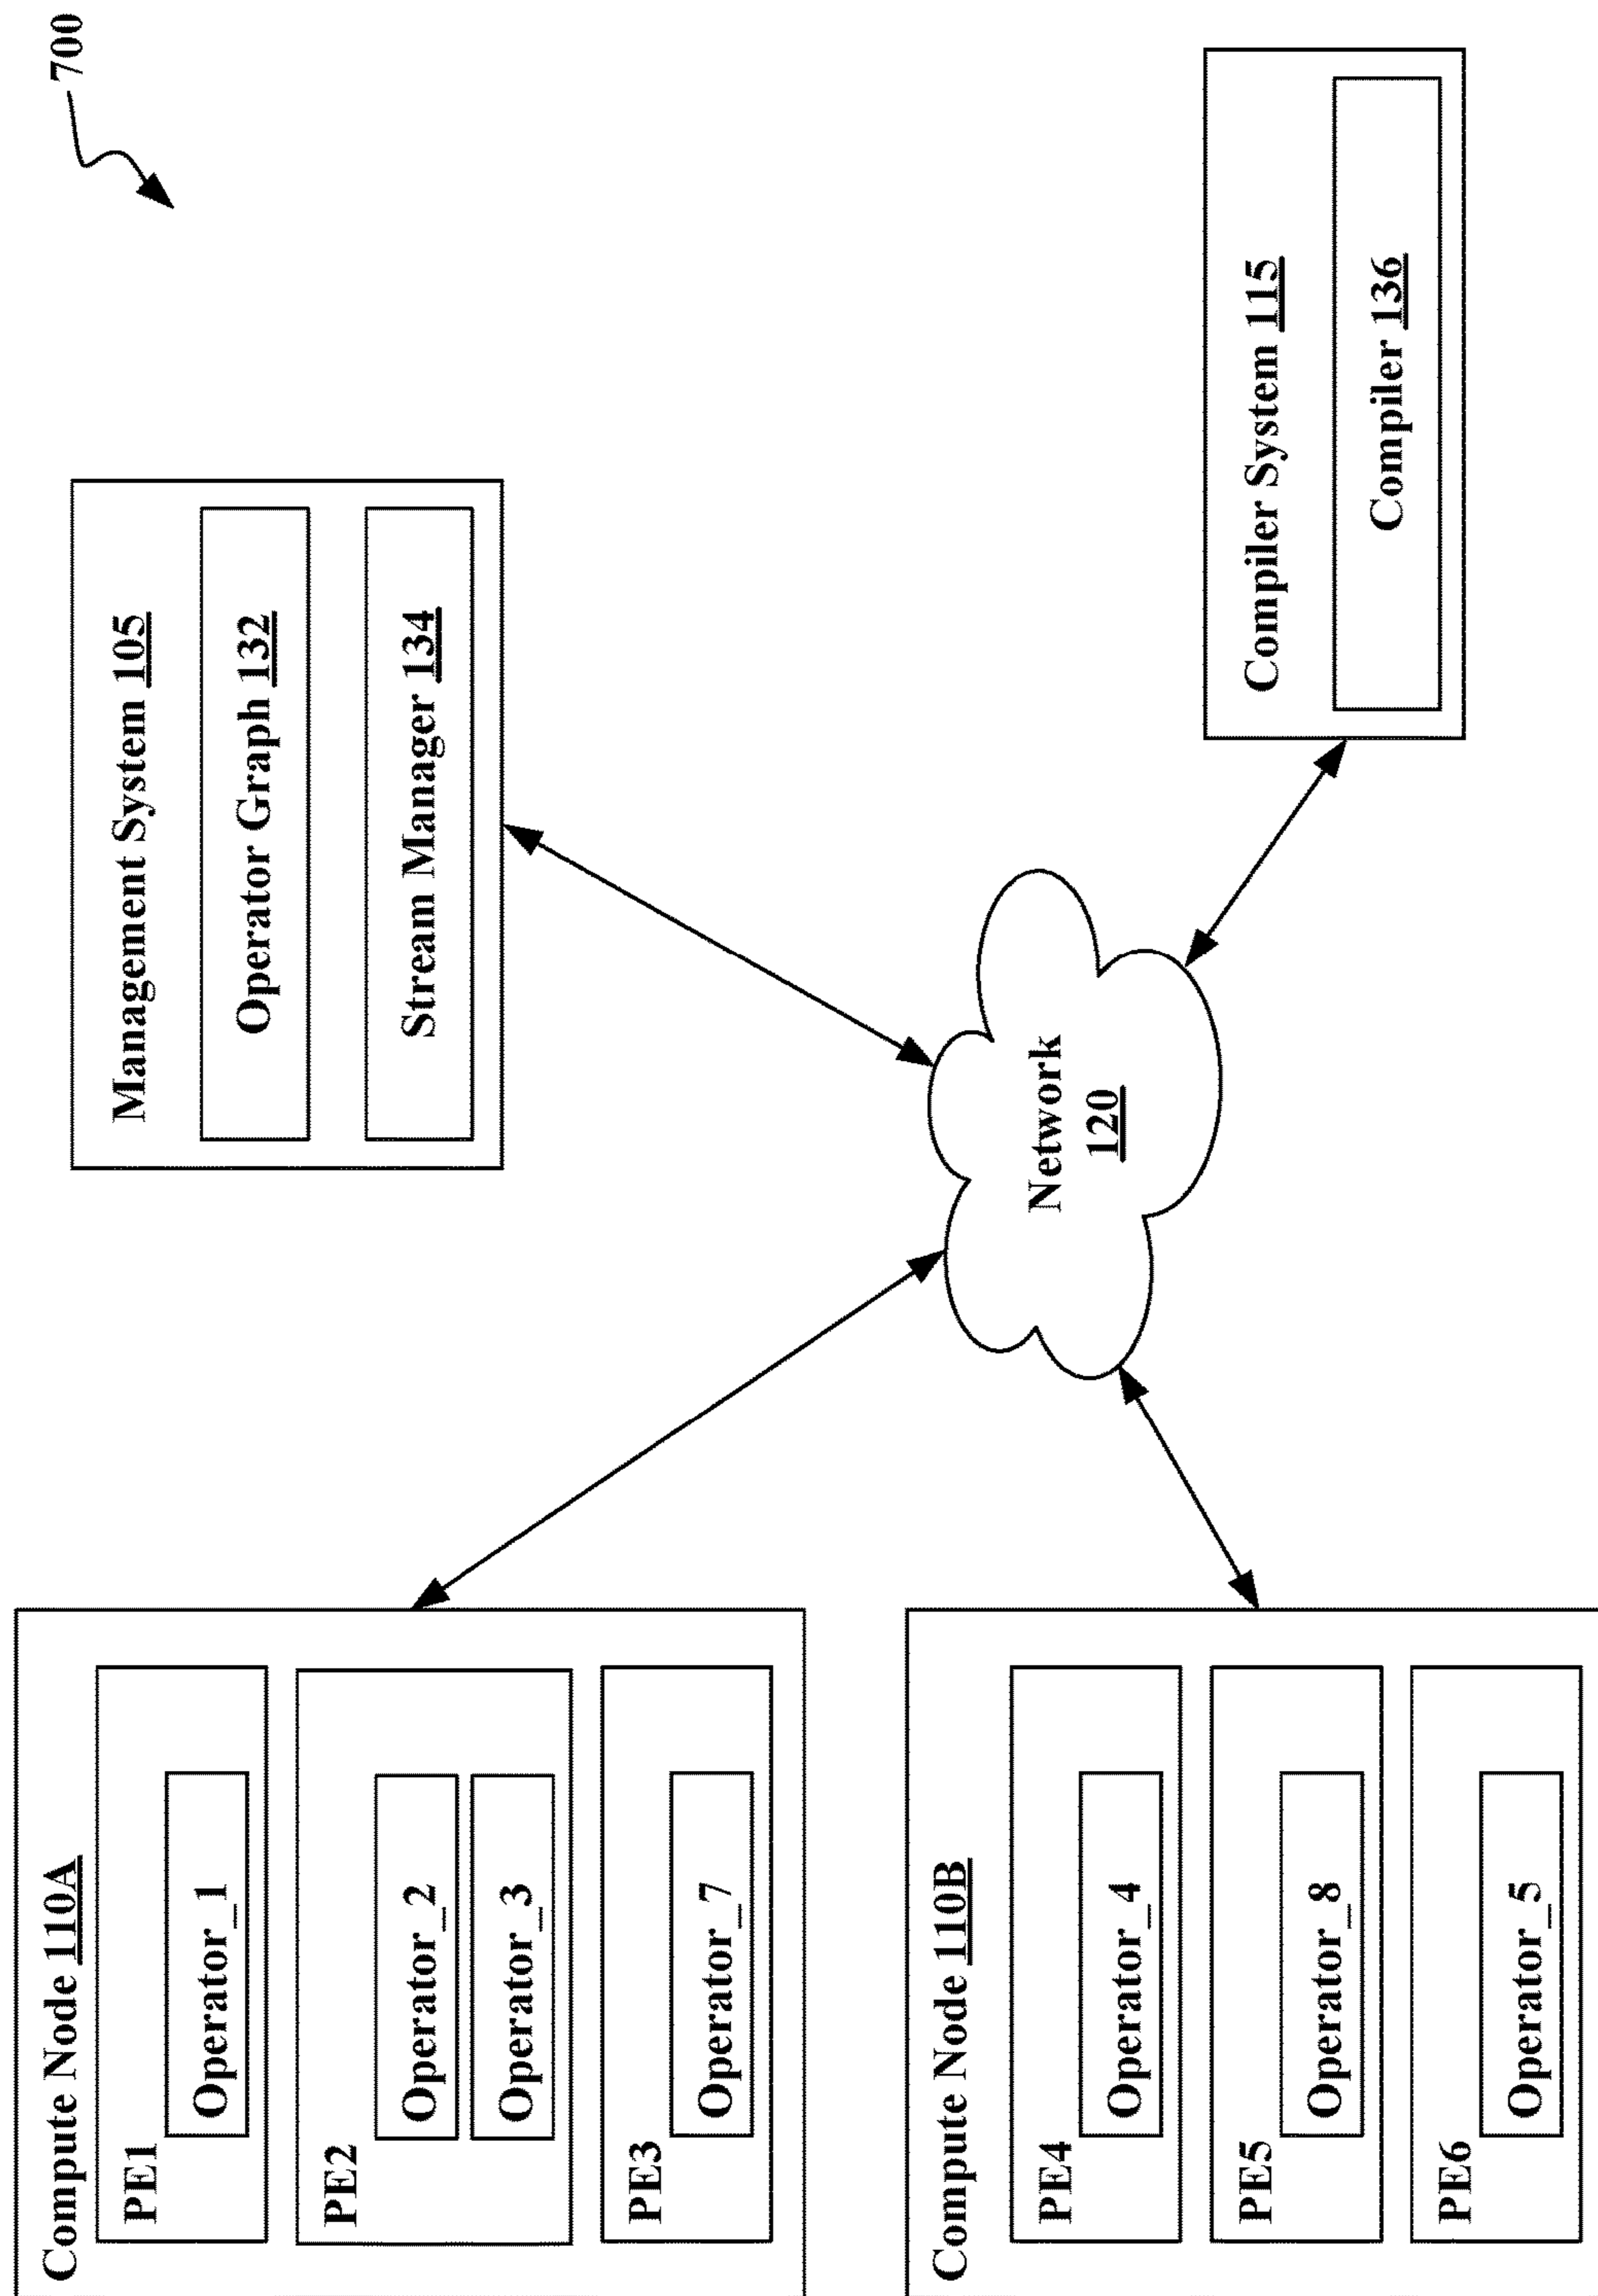 700
Compute Node 110A
PE1
Operator_1
PE2
Operator_2
Operator_3
PE3
Operator_7
Management System 105
Operator Graph 132
Stream Manager 134
Network
120
Compute Node 110B
PE4
Operator_4
PE5
Operator_8
PE6
Operator_5
Compiler System 115
Compiler 136